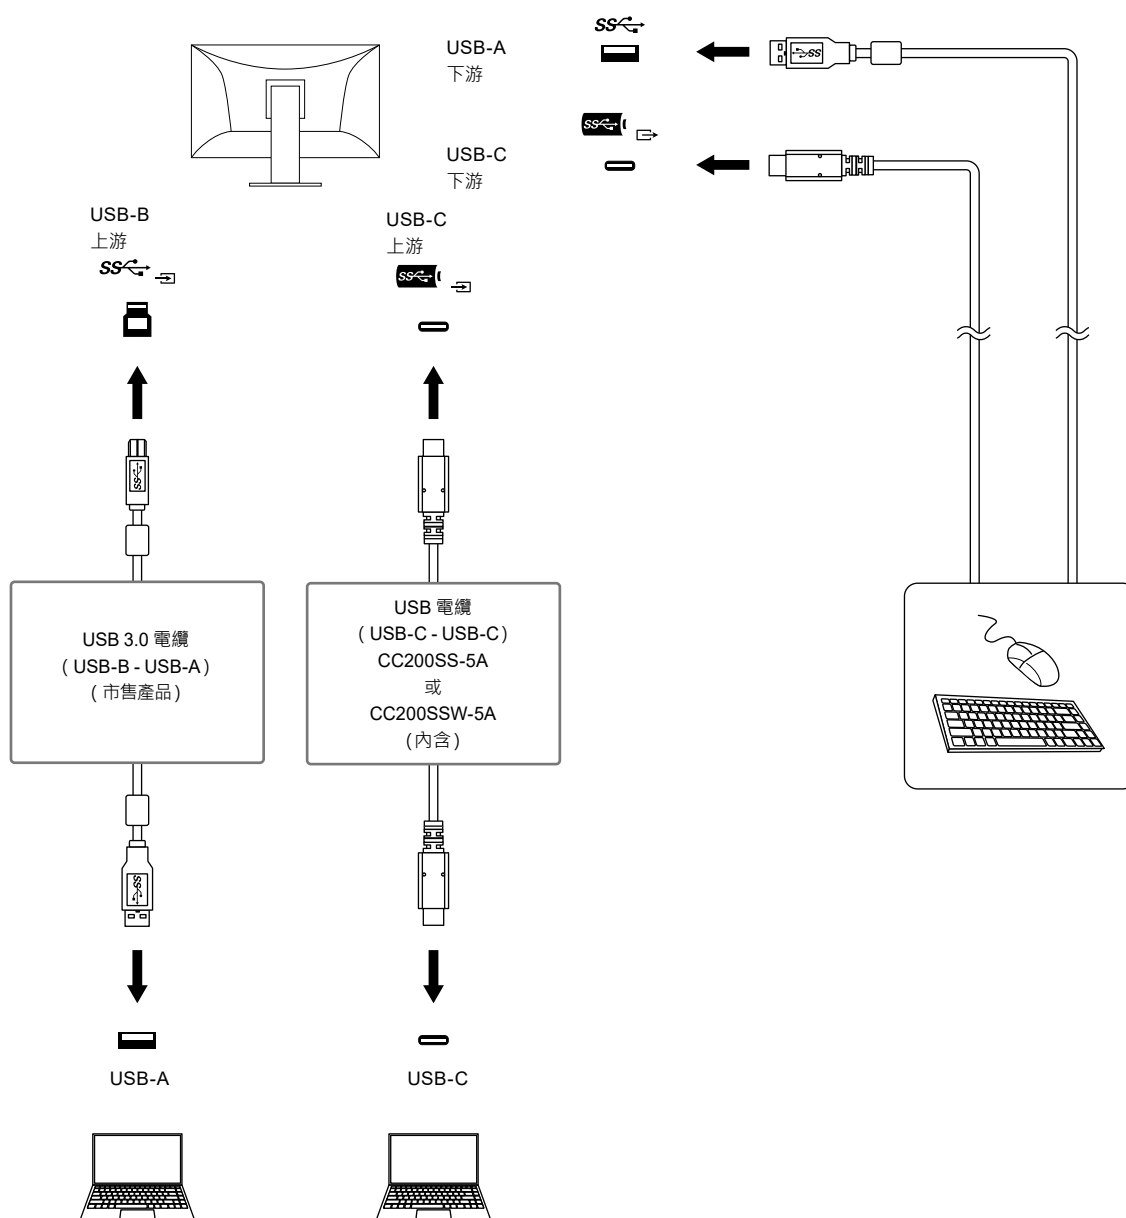 USB-A
下游
USB-C
下游
USB-B
上游
USB-C
上游
USB 3.0 電纜
( USB-B - USB-A )
( 市售產品 )
USB 電纜
( USB-C - USB-C )
CC200SS-5A
或
CC200SSW-5A
(內含)
USB-A
USB-C